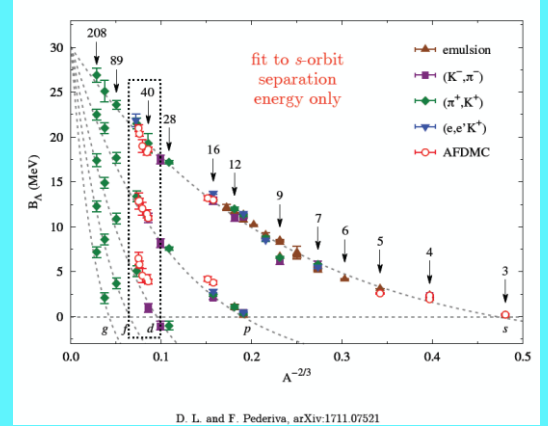 208
89
40
28
16
12
9
7
6
5
4
3
fit to s-orbit
separation
energy only
emulsion
(K⁻,π⁻)
(π⁺,K⁺)
(e,e'K⁺)
AFDMC
B_Λ (MeV)
30
25
20
15
10
5
0
g f d p s
0.0 0.1 0.2 0.3 0.4 0.5
A^{-2/3}
D. L. and F. Pederiva, arXiv:1711.07521